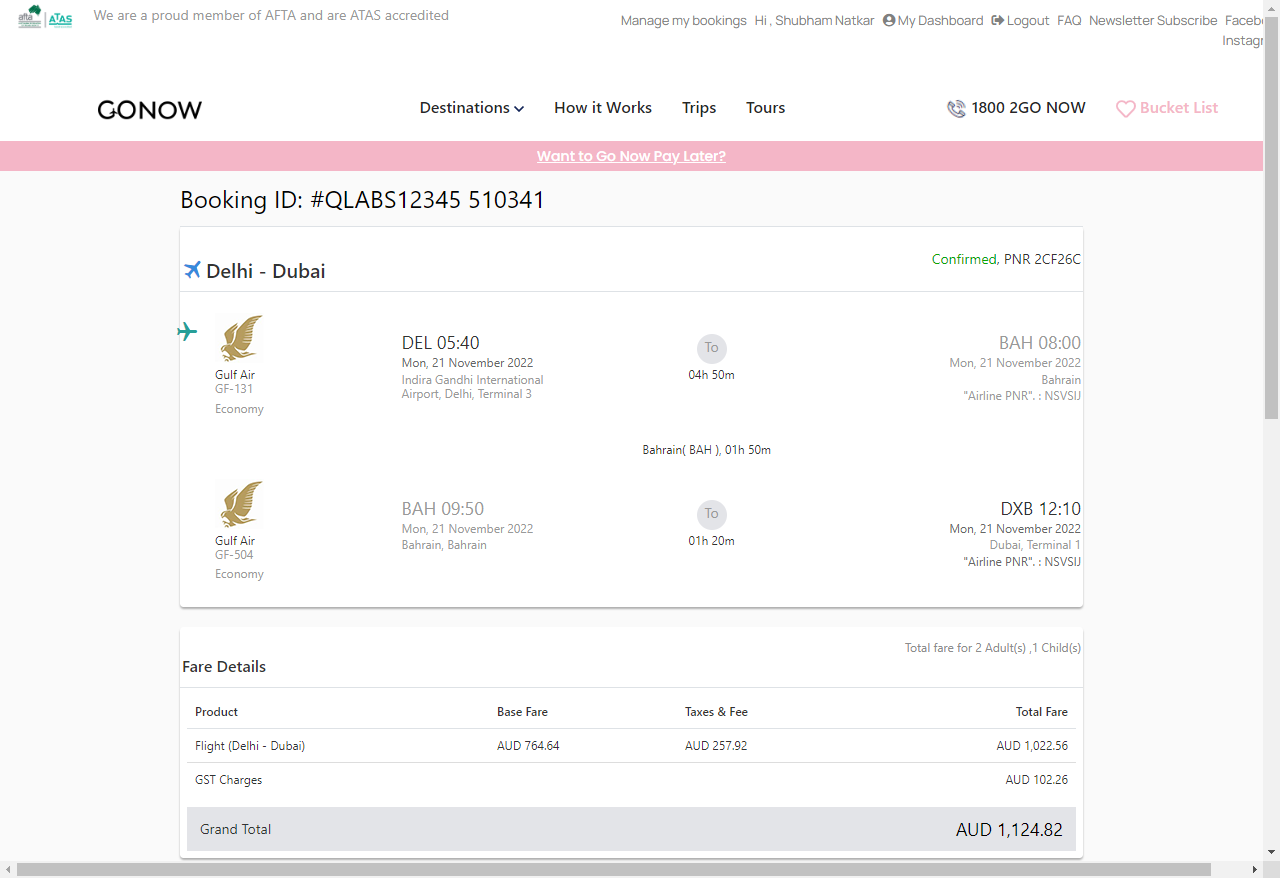 afta ATAS We are a proud member of AFTA and are ATAS accredited
Manage my bookings Hi , Shubham Natkar My Dashboard Logout FAQ Newsletter Subscribe
GONOW Destinations How it Works Trips Tours 1800 2GO NOW Bucket List
Want to Go Now Pay Later?
Booking ID: #QLABS12345 510341
Delhi - Dubai
Confirmed, PNR 2CF26C
DEL 05:40 To BAH 08:00
Mon, 21 November 2022 Mon, 21 November 2022
Gulf Air Indira Gandhi International 04h 50m Bahrain
GF-131 Airport, Delhi, Terminal 3 "Airline PNR". : NSVSIJ
Economy
Bahrain( BAH ), 01h 50m
BAH 09:50 To DXB 12:10
Mon, 21 November 2022 Mon, 21 November 2022
Gulf Air Bahrain, Bahrain 01h 20m Dubai, Terminal 1
GF-504 "Airline PNR". : NSVSIJ
Economy
Total fare for 2 Adult(s) ,1 Child(s)
Fare Details
Product Base Fare Taxes & Fee Total Fare
Flight (Delhi - Dubai) AUD 764.64 AUD 257.92 AUD 1,022.56
GST Charges AUD 102.26
Grand Total AUD 1,124.82